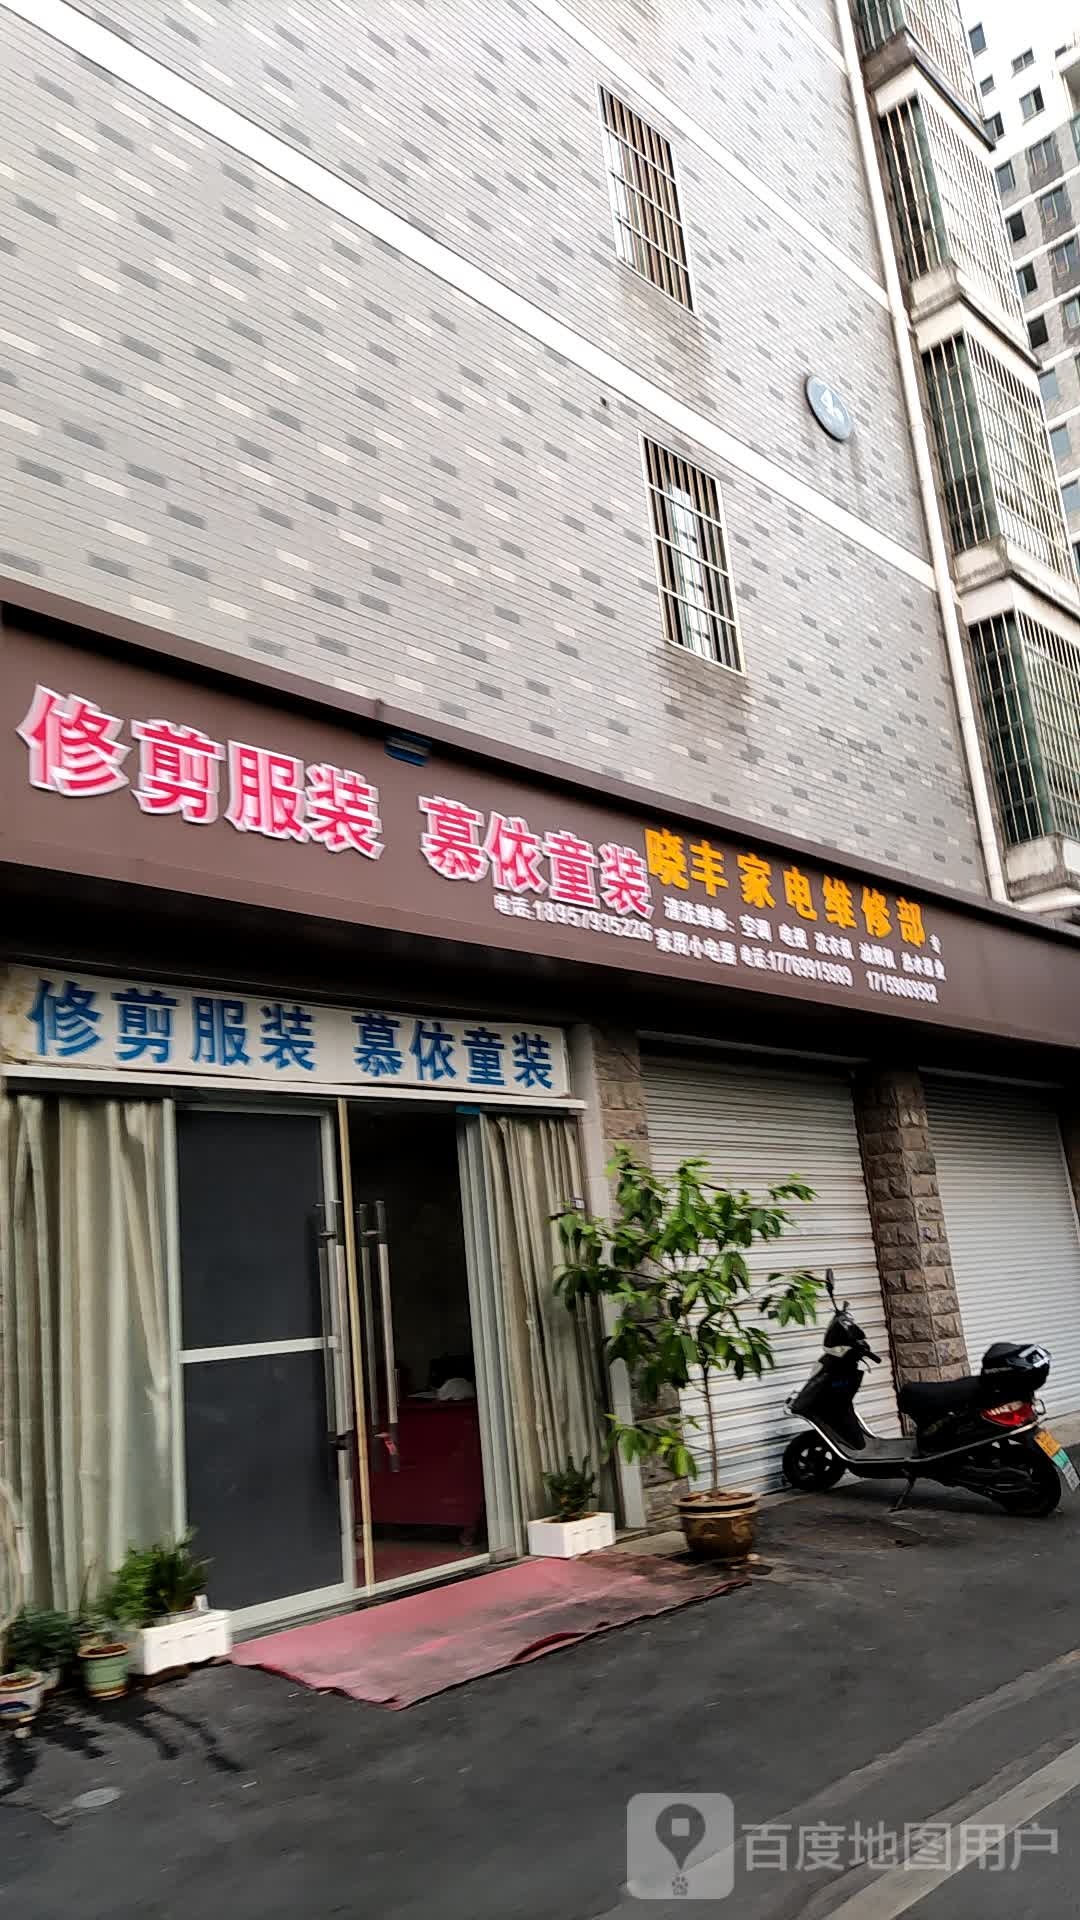 修剪服装 慕依童装
电话:18957935226
晓丰家电维修部
清洗维修: 空调 电视 洗衣机 油烟机 热水器
家用小电器 电话:17769915989
修剪服装 慕依童装
百度地图用户